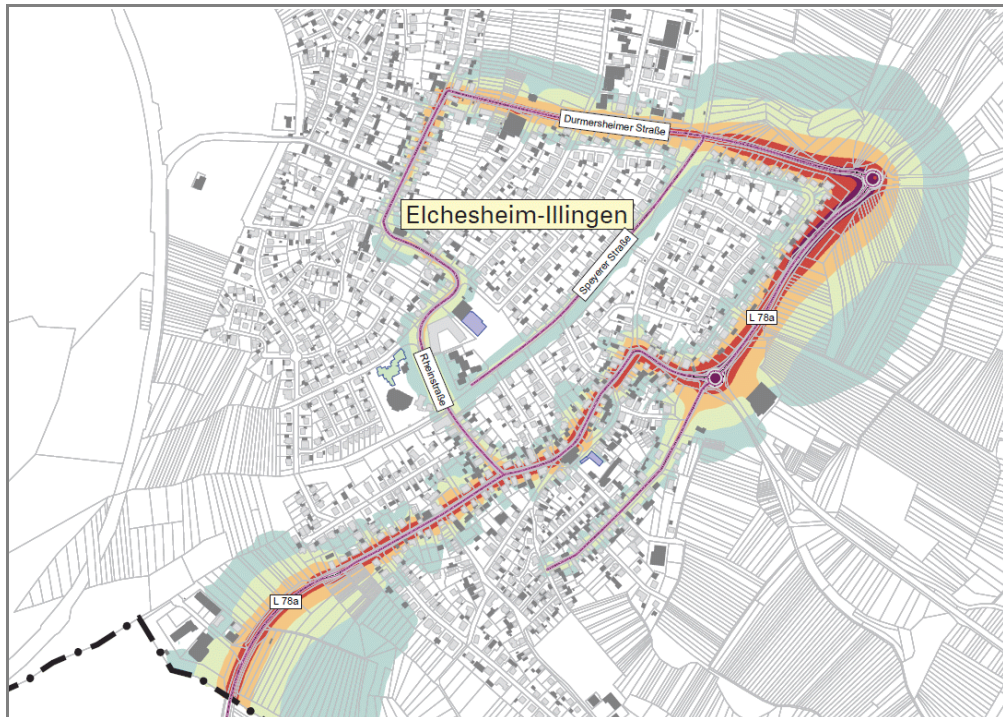 Durmersheimer Straße
Elchesheim-Illingen
Speyerer Straße
L 78a
Rheinstraße
L 78a